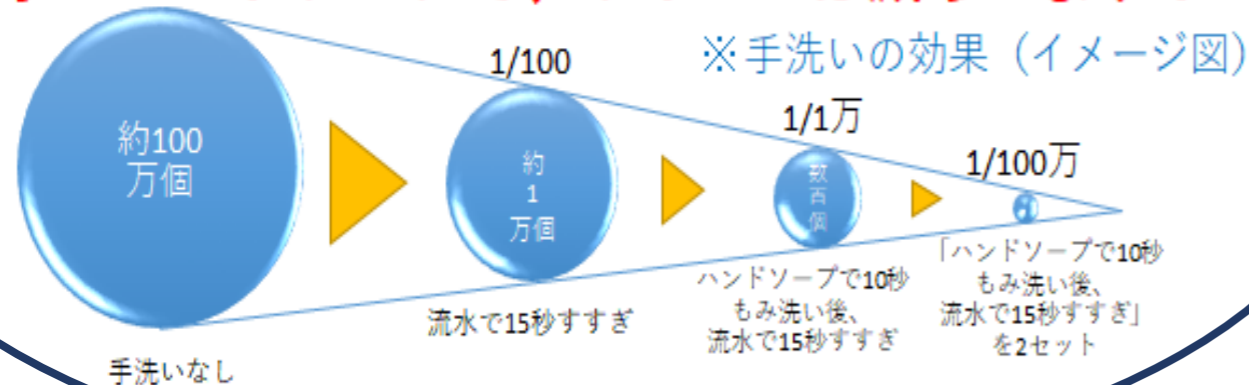 ※手洗いの効果（イメージ図）
約100
万個
手洗いなし
1/100
約
1
万個
流水で15秒すすぎ
1/1万
数
百
個
ハンドソープで10秒
もみ洗い後、
流水で15秒すすぎ
1/100万
「ハンドソープで10秒
もみ洗い後、
流水で15秒すすぎ」
を2セット